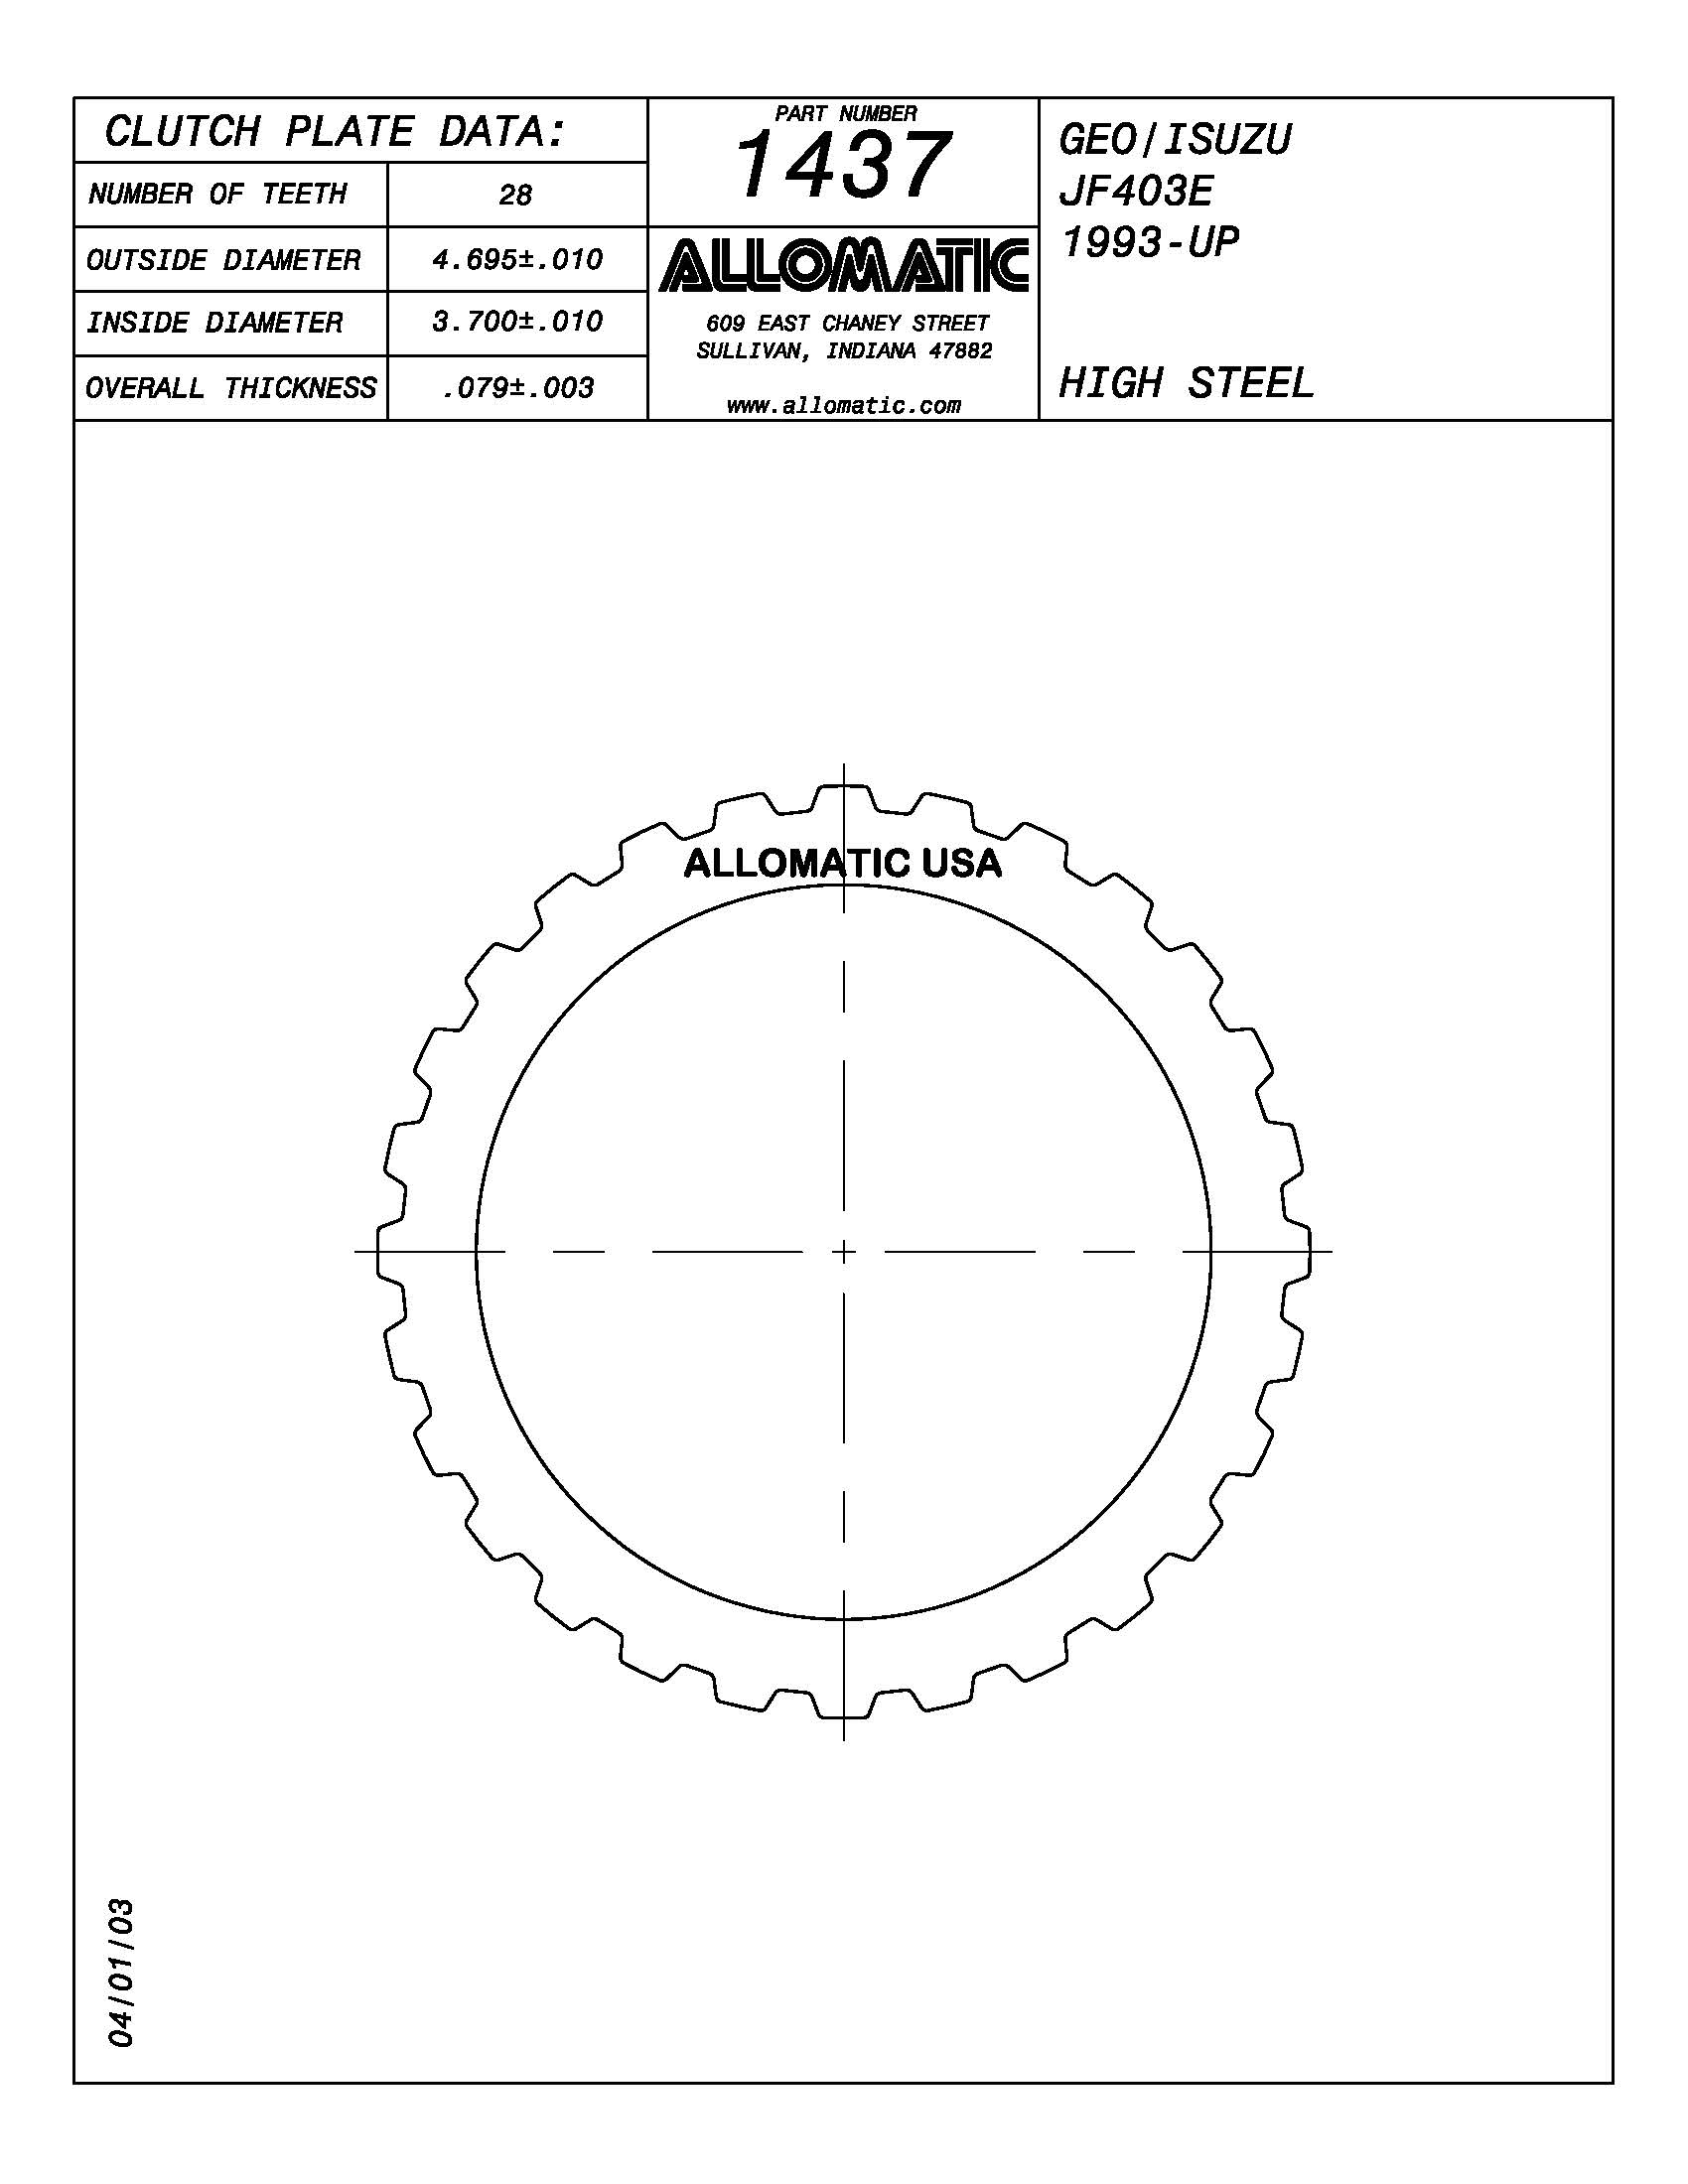 CLUTCH PLATE DATA:
NUMBER OF TEETH 28
OUTSIDE DIAMETER 4.695±.010
INSIDE DIAMETER 3.700±.010
OVERALL THICKNESS .079±.003
PART NUMBER
1437
ALLOMATIC
609 EAST CHANEY STREET
SULLIVAN, INDIANA 47882
www.allomatic.com
GEO/ISUZU
JF403E
1993-UP
HIGH STEEL
ALLOMATIC USA
04/01/03